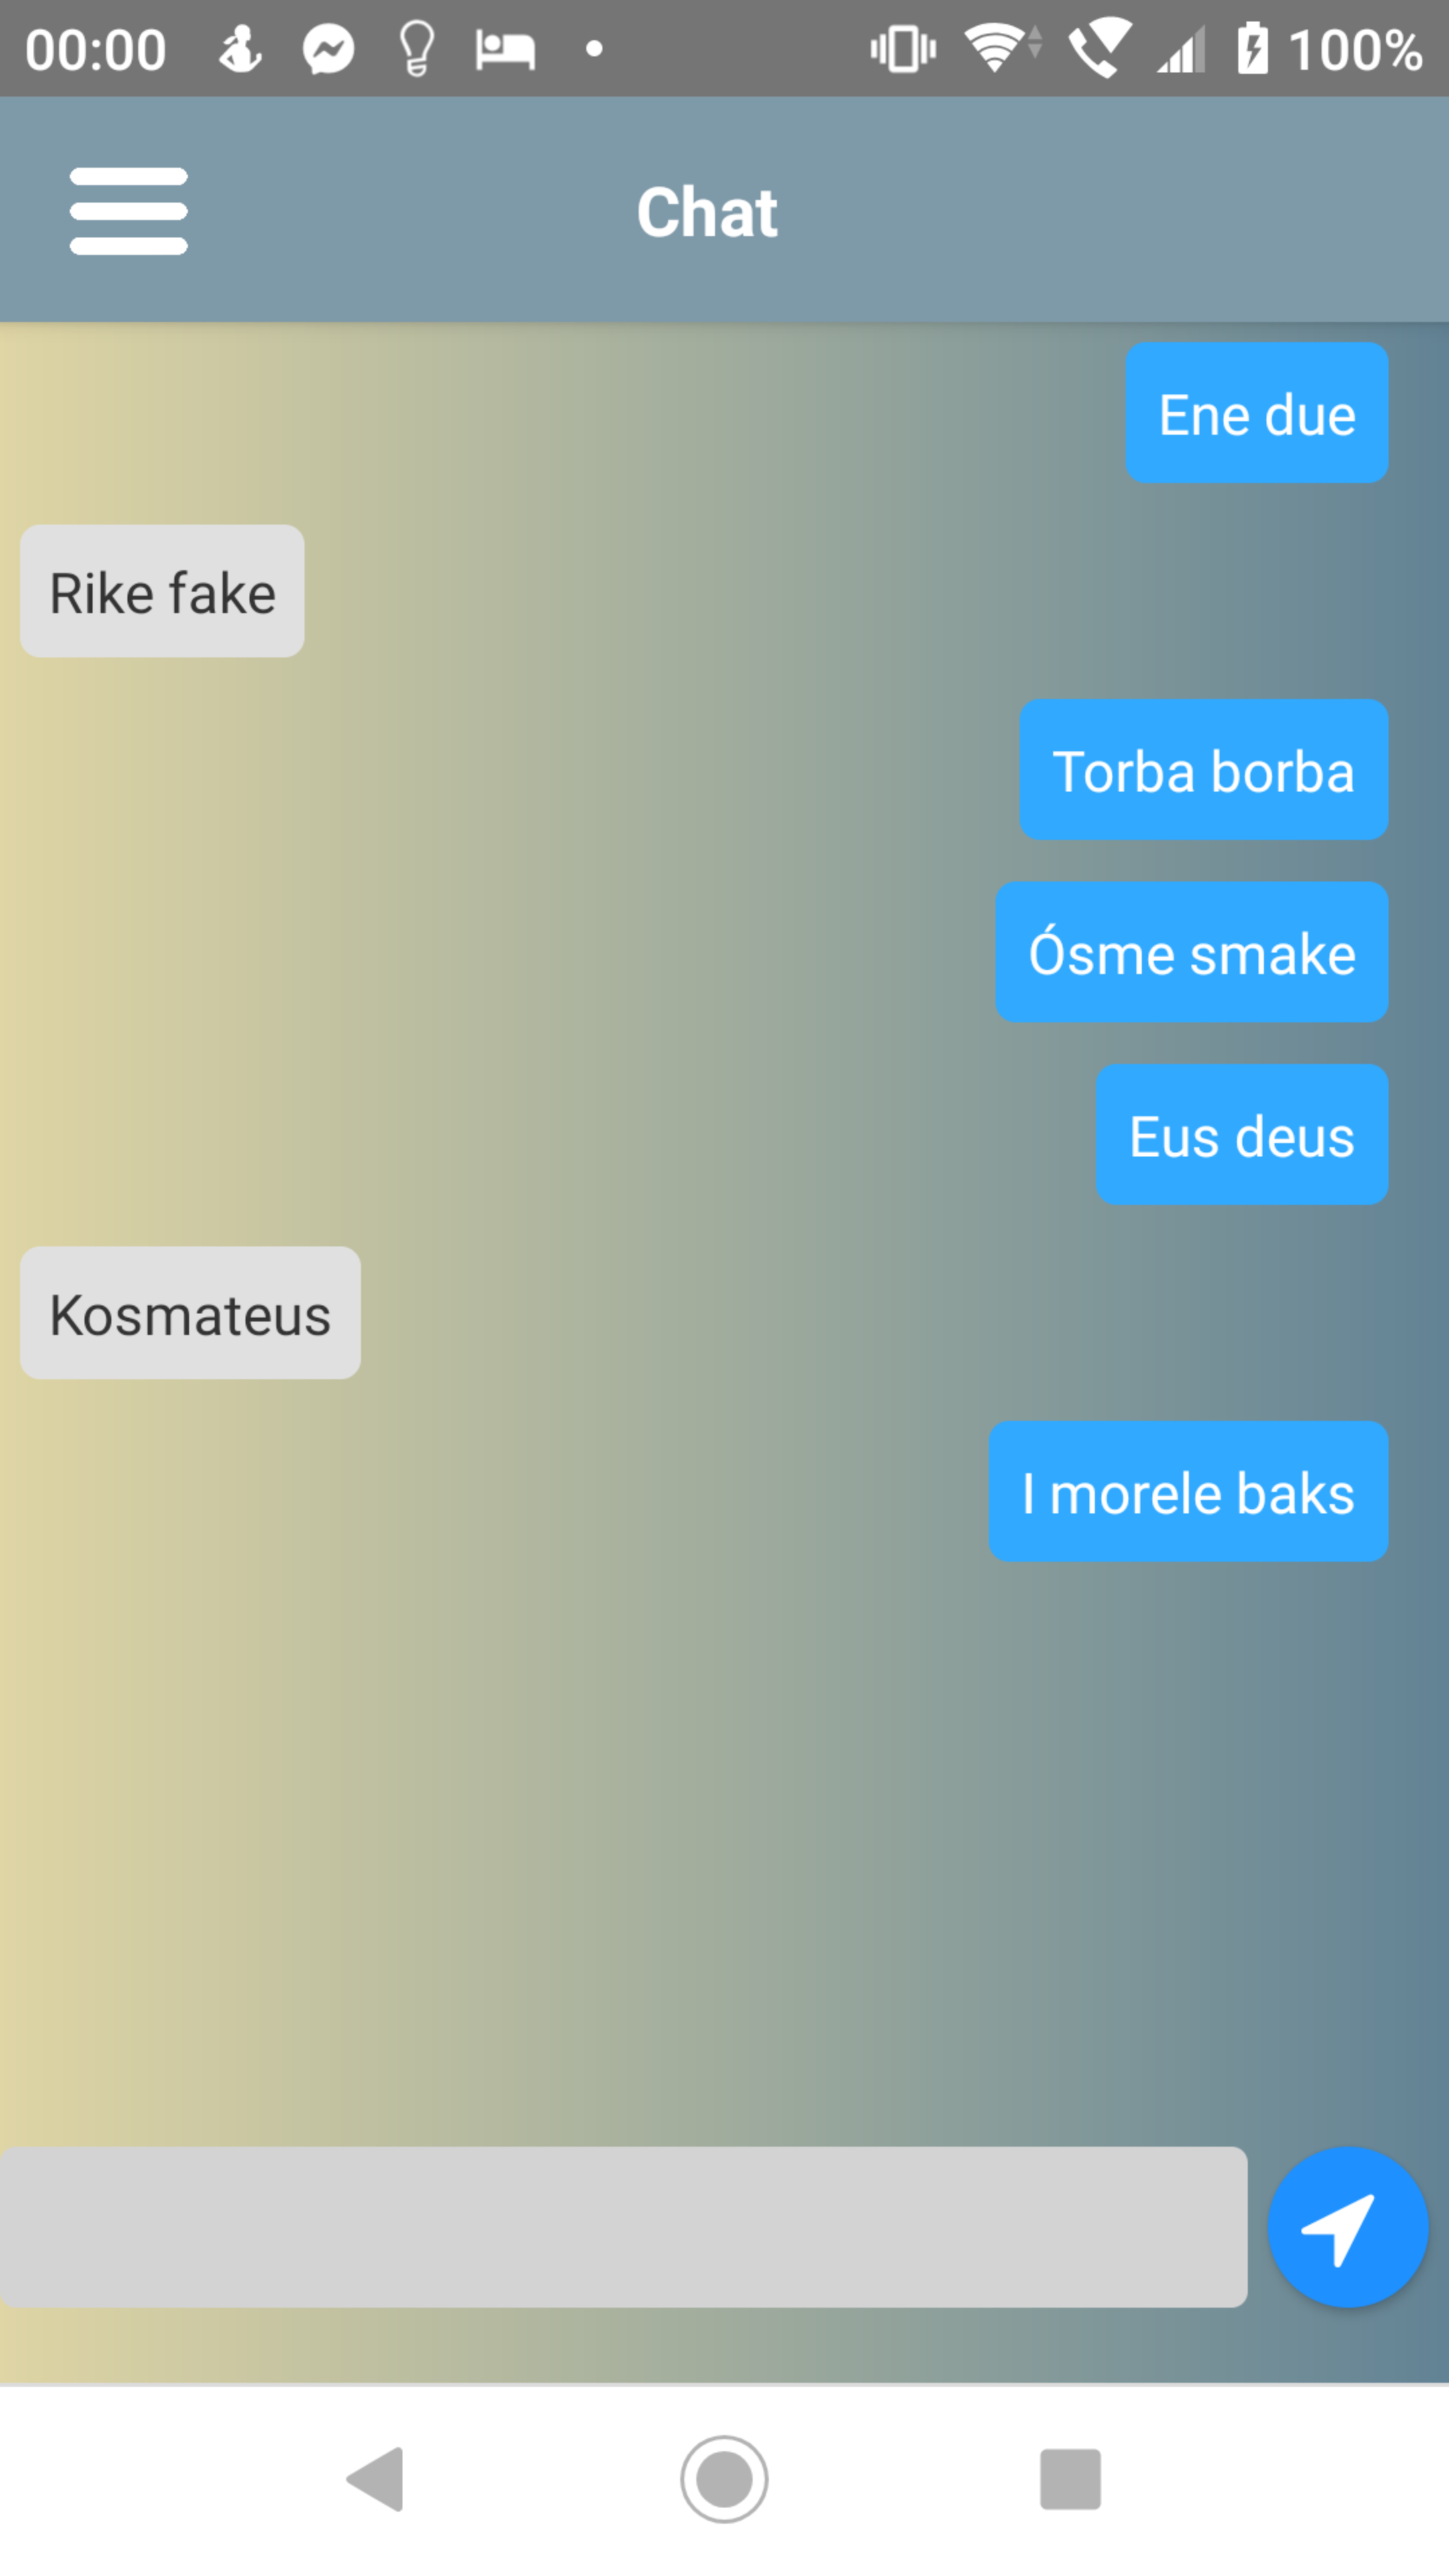 00:00 100%
Chat
Ene due
Rike fake
Torba borba
Ósme smake
Eus deus
Kosmateus
I morele baks